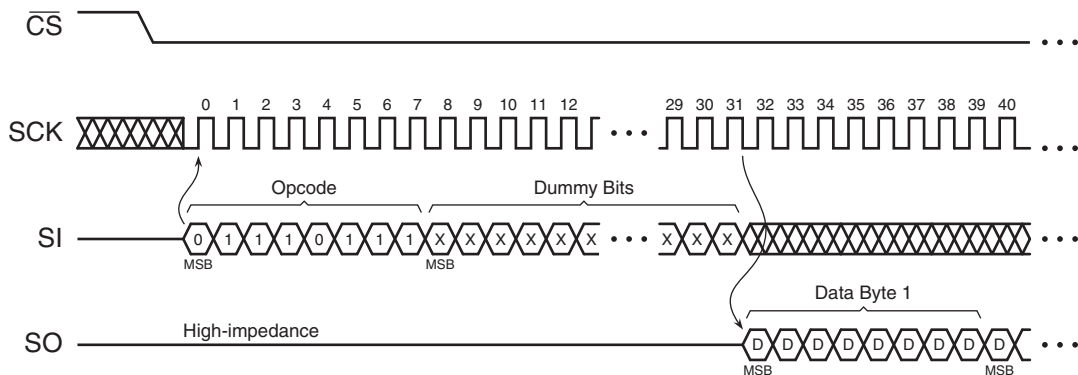 CS
0 1 2 3 4 5 6 7 8 9 10 11 12 29 30 31 32 33 34 35 36 37 38 39 40
SCK
Opcode Dummy Bits
SI 0 1 1 1 0 1 1 1 X X X X X X X X X
MSB MSB
Data Byte 1
High-impedance
SO D D D D D D D D D
MSB MSB